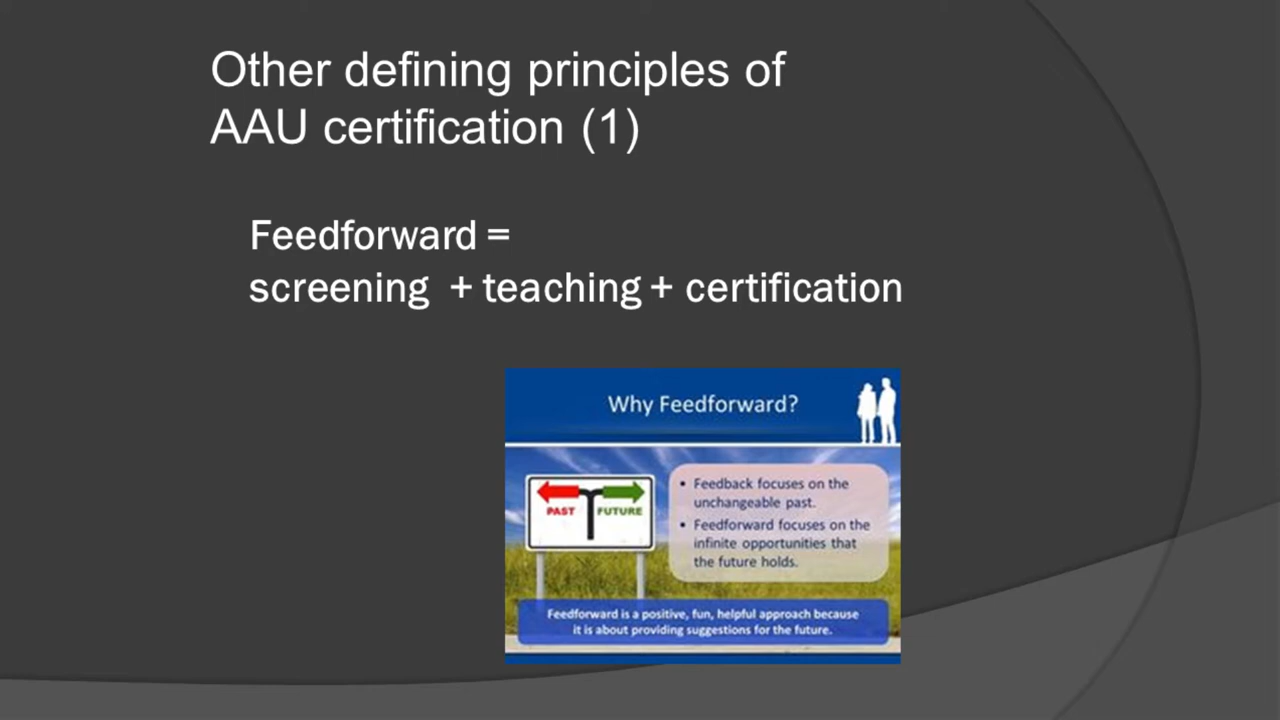 Other defining principles of
AAU certification (1)
Feedforward =
screening + teaching + certification
Why Feedforward?
PAST FUTURE
• Feedback focuses on the
unchangeable past.
• Feedforward focuses on the
infinite opportunities that
the future holds.
Feedforward is a positive, fun, helpful approach because
it is about providing suggestions for the future.